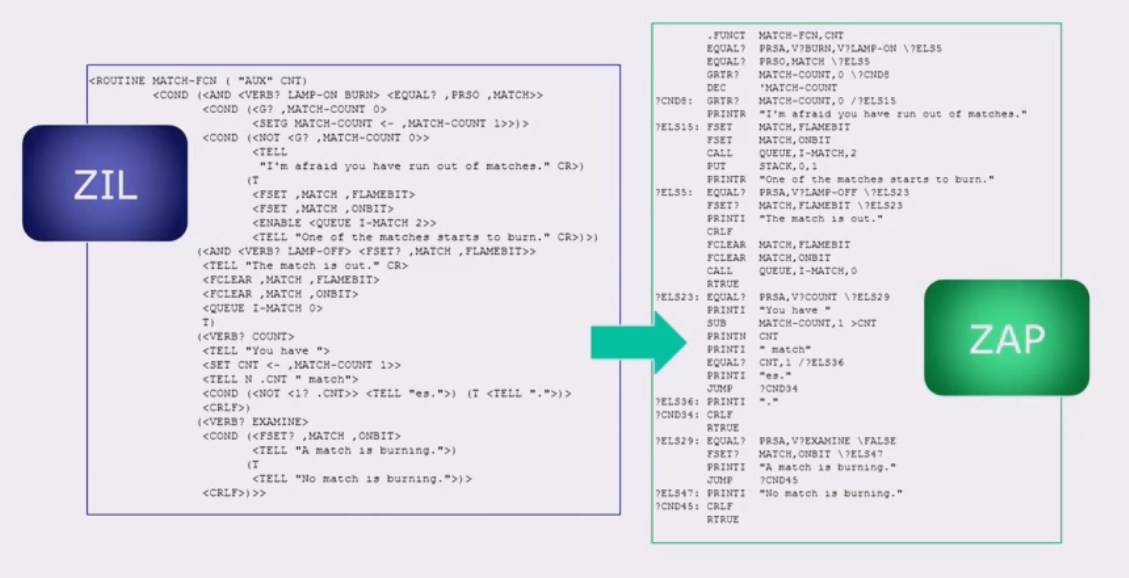 ZIL
<ROUTINE MATCH-FCN ( "AUX" CNT)
<COND (<AND <VERB? LAMP-ON BURN> <EQUAL? ,PRSO ,MATCH>>
<COND (<G? ,MATCH-COUNT 0>
<SETG MATCH-COUNT <- ,MATCH-COUNT 1>>)>
<COND (<NOT <G? ,MATCH-COUNT 0>>
<TELL
"I'm afraid you have run out of matches." CR>)
(T
<FSET ,MATCH ,FLAMEBIT>
<FSET ,MATCH ,ONBIT>
<ENABLE <QUEUE I-MATCH 2>>
<TELL "One of the matches starts to burn." CR>)>)
(<AND <VERB? LAMP-OFF> <FSET? ,MATCH ,FLAMEBIT>>
<TELL "The match is out." CR>
<FCLEAR ,MATCH ,FLAMEBIT>
<FCLEAR ,MATCH ,ONBIT>
<QUEUE I-MATCH 0>
T)
(<VERB? COUNT>
<TELL "You have ">
<SET CNT <- ,MATCH-COUNT 1>>
<TELL N .CNT " match">
<COND (<NOT <1? .CNT>> <TELL "es.">) (T <TELL ".">)>
<CRLF>)
(<VERB? EXAMINE>
<COND (<FSET? ,MATCH ,ONBIT>
<TELL "A match is burning.">)
(T
<TELL "No match is burning.">)>
<CRLF>)>>
.FUNCT MATCH-FCN,CNT
EQUAL? PRSA,V?BURN,V?LAMP-ON \?ELS5
EQUAL? PRSO,MATCH \?ELS5
GRTR? MATCH-COUNT,0 \?CND8
DEC 'MATCH-COUNT
?CND8: GRTR? MATCH-COUNT,0 /?ELS15
PRINTR "I'm afraid you have run out of matches."
?ELS15: FSET MATCH,FLAMEBIT
FSET MATCH,ONBIT
CALL QUEUE,I-MATCH,2
PUT STACK,0,1
PRINTR "One of the matches starts to burn."
?ELS5: EQUAL? PRSA,V?LAMP-OFF \?ELS23
FSET? MATCH,FLAMEBIT \?ELS23
PRINTI "The match is out."
CRLF
FCLEAR MATCH,FLAMEBIT
FCLEAR MATCH,ONBIT
CALL QUEUE,I-MATCH,0
RTRUE
?ELS23: EQUAL? PRSA,V?COUNT \?ELS29
PRINTI "You have "
SUB MATCH-COUNT,1 >CNT
PRINTN CNT
PRINTI " match"
EQUAL? CNT,1 /?ELS36
PRINTI "es."
JUMP ?CND34
?ELS36: PRINTI "."
?CND34: CRLF
RTRUE
?ELS29: EQUAL? PRSA,V?EXAMINE \FALSE
FSET? MATCH,ONBIT \?ELS47
PRINTI "A match is burning."
JUMP ?CND45
?ELS47: PRINTI "No match is burning."
?CND45: CRLF
RTRUE
ZAP